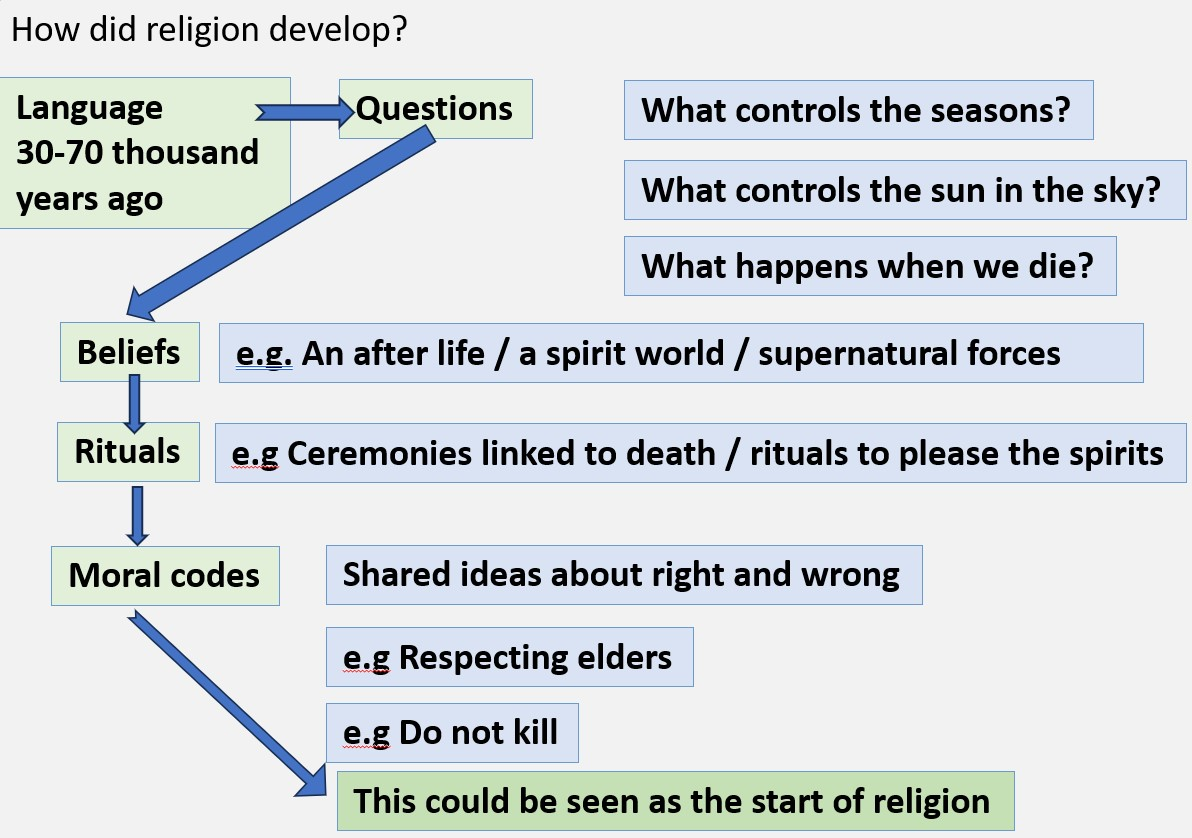 How did religion develop?
Language
30-70 thousand
years ago
Questions
What controls the seasons?
What controls the sun in the sky?
What happens when we die?
Beliefs
e.g. An after life / a spirit world / supernatural forces
Rituals
e.g Ceremonies linked to death / rituals to please the spirits
Moral codes
Shared ideas about right and wrong
e.g Respecting elders
e.g Do not kill
This could be seen as the start of religion